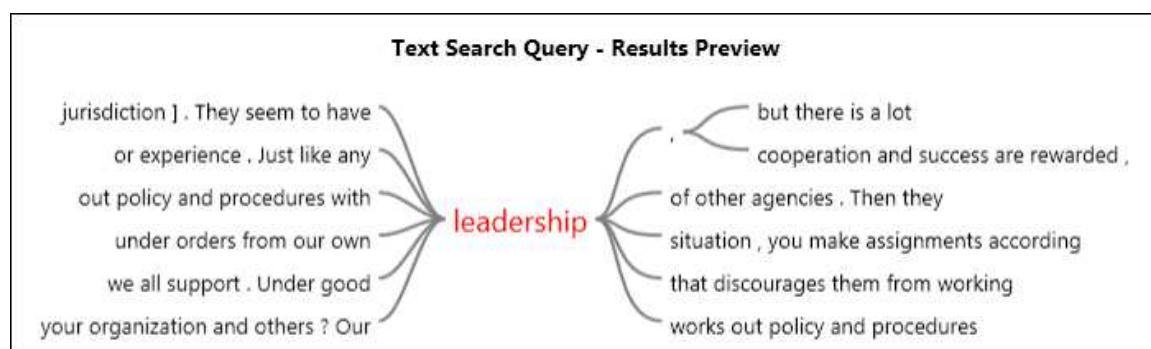 Text Search Query - Results Preview
jurisdiction ] . They seem to have
or experience . Just like any
out policy and procedures with
under orders from our own
we all support . Under good
your organization and others ? Our
leadership
,
but there is a lot
cooperation and success are rewarded ,
of other agencies . Then they
situation , you make assignments according
that discourages them from working
works out policy and procedures